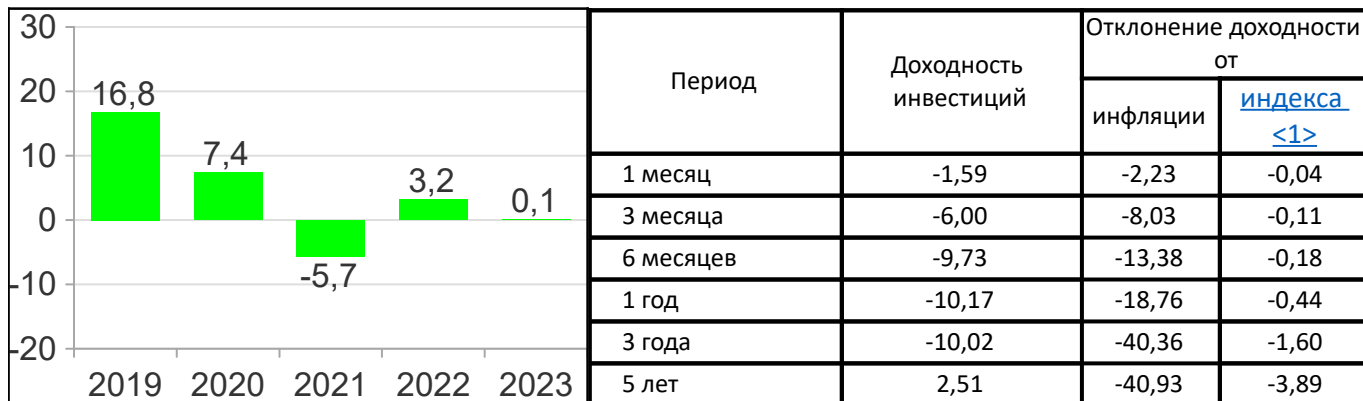 30
20
10
0
-10
-20
16,8
7,4
-5,7
3,2
0,1
2019 2020 2021 2022 2023
Период
Доходность
инвестиций
Отклонение доходности
от
инфляции
индекса
<1>
1 месяц -1,59 -2,23 -0,04
3 месяца -6,00 -8,03 -0,11
6 месяцев -9,73 -13,38 -0,18
1 год -10,17 -18,76 -0,44
3 года -10,02 -40,36 -1,60
5 лет 2,51 -40,93 -3,89